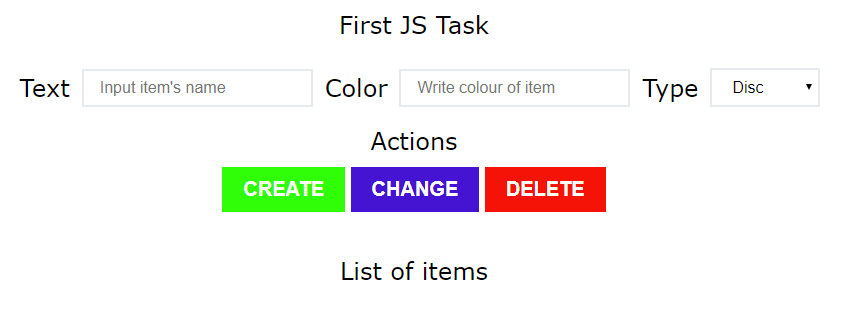 First JS Task
Text Input item's name Color Write colour of item Type Disc
Actions
CREATE CHANGE DELETE
List of items